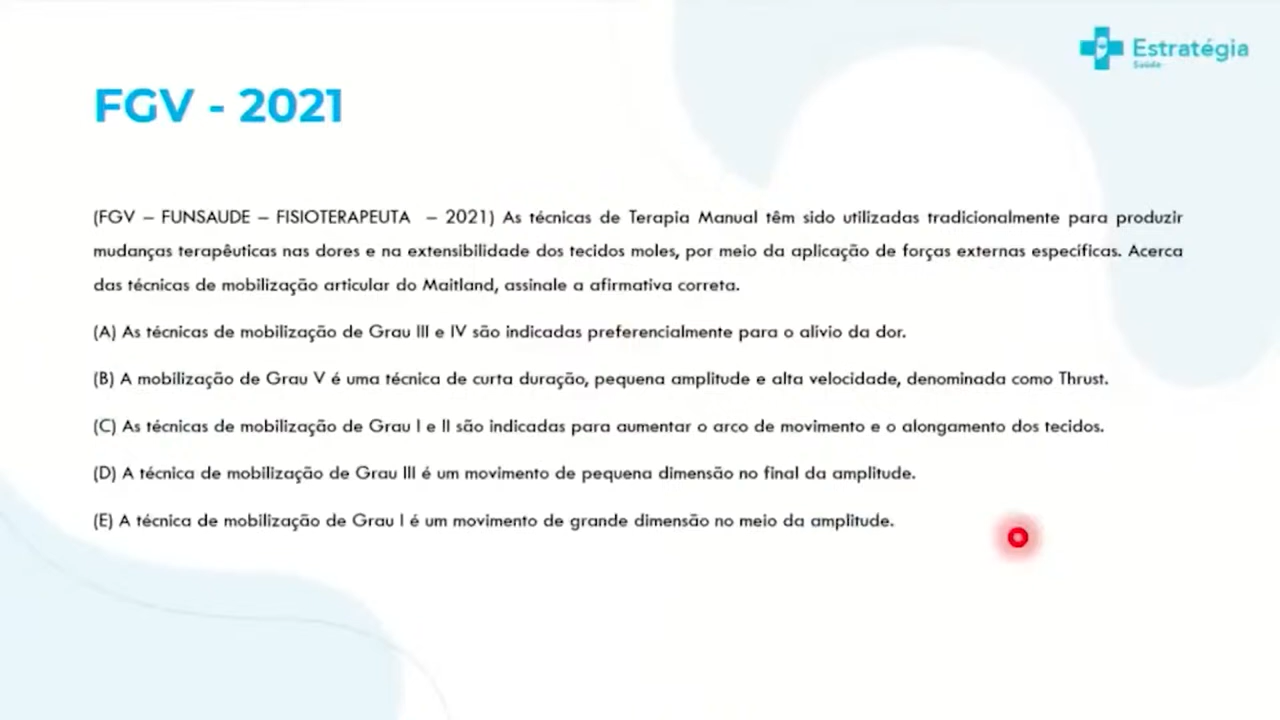 Estratégia
Saúde
FGV - 2021
(FGV – FUNSAUDE – FISIOTERAPEUTA – 2021) As técnicas de Terapia Manual têm sido utilizadas tradicionalmente para produzir
mudanças terapêuticas nas dores e na extensibilidade dos tecidos moles, por meio da aplicação de forças externas específicas. Acerca
das técnicas de mobilização articular do Maitland, assinale a afirmativa correta.
(A) As técnicas de mobilização de Grau III e IV são indicadas preferencialmente para o alívio da dor.
(B) A mobilização de Grau V é uma técnica de curta duração, pequena amplitude e alta velocidade, denominada como Thrust.
(C) As técnicas de mobilização de Grau I e II são indicadas para aumentar o arco de movimento e o alongamento dos tecidos.
(D) A técnica de mobilização de Grau III é um movimento de pequena dimensão no final da amplitude.
(E) A técnica de mobilização de Grau I é um movimento de grande dimensão no meio da amplitude.